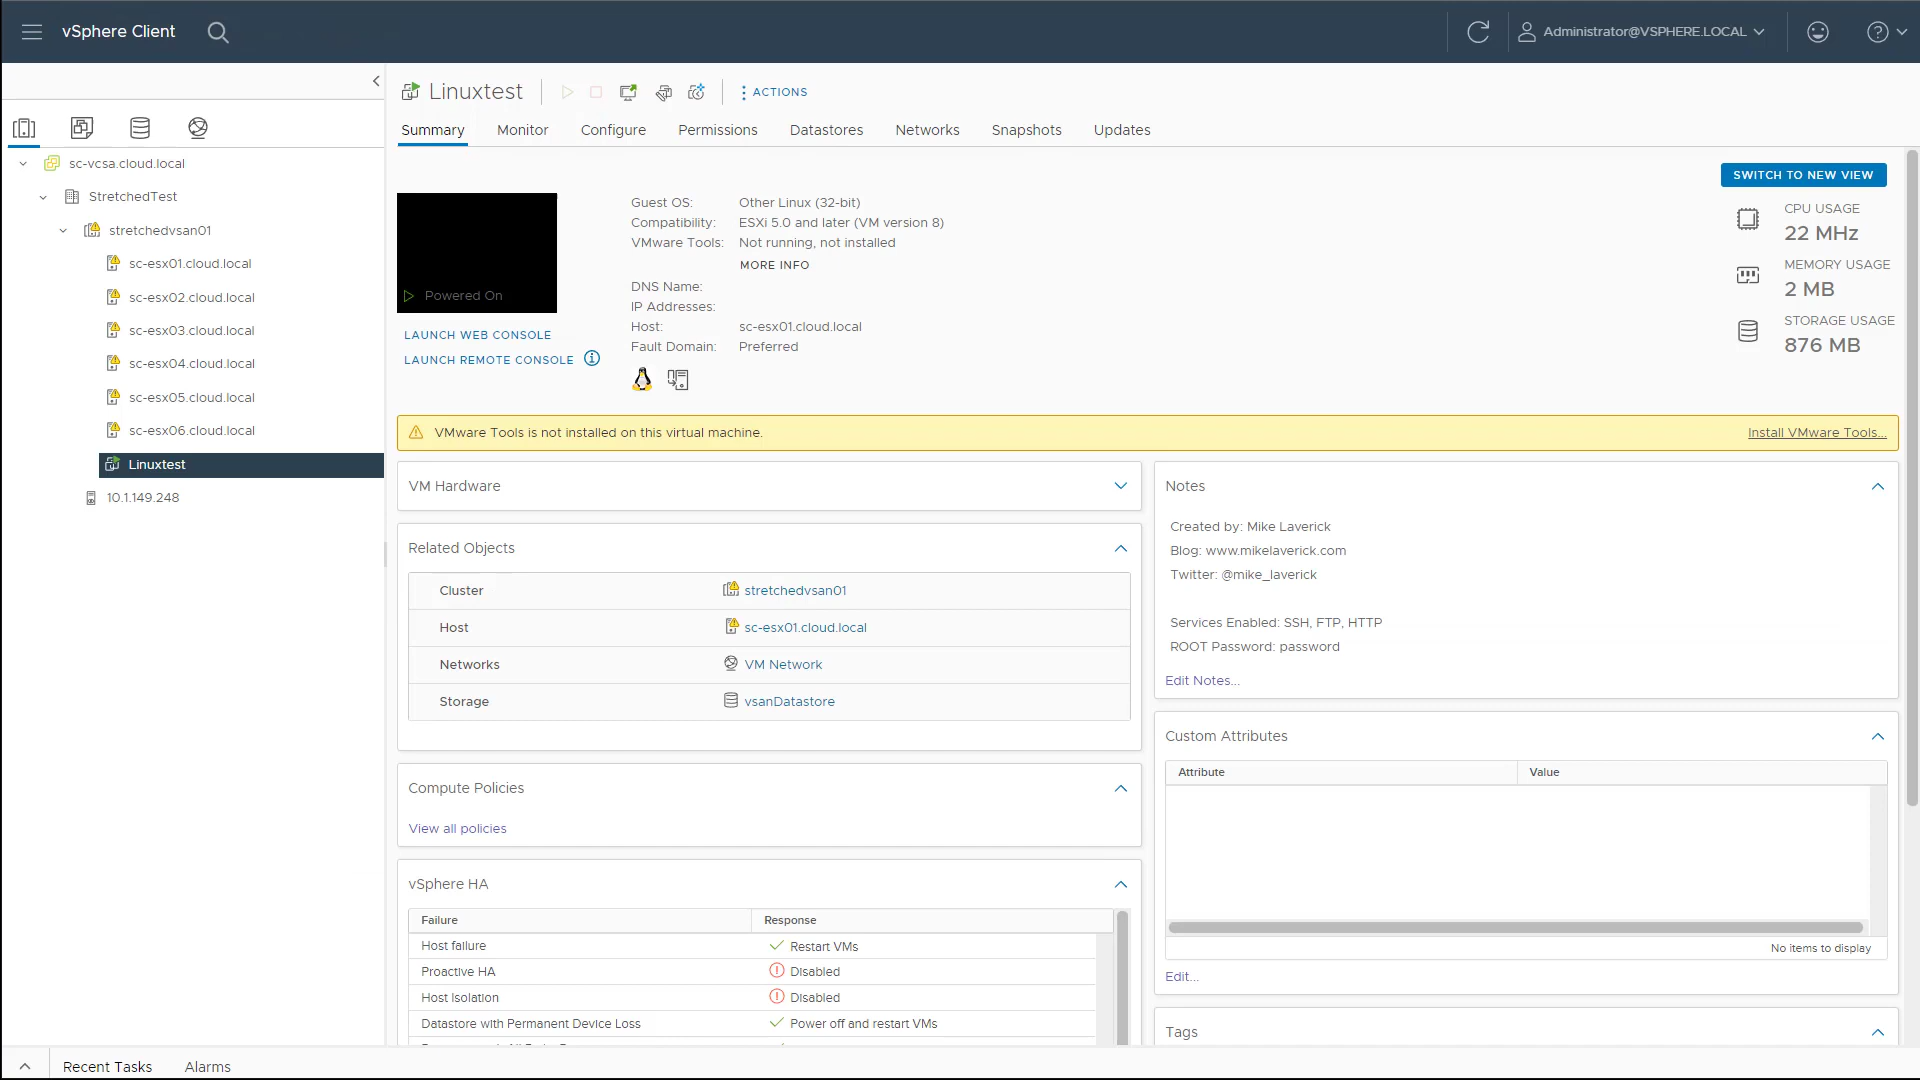 vSphere Client
Administrator@VSPHERE.LOCAL
Linuxtest
ACTIONS
Summary Monitor Configure Permissions Datastores Networks Snapshots Updates
sc-vcsa.cloud.local
StretchedTest
stretchedvsan01
sc-esx01.cloud.local
sc-esx02.cloud.local
sc-esx03.cloud.local
sc-esx04.cloud.local
sc-esx05.cloud.local
sc-esx06.cloud.local
Linuxtest
10.1.149.248
SWITCH TO NEW VIEW
Powered On
LAUNCH WEB CONSOLE
LAUNCH REMOTE CONSOLE
Guest OS: Other Linux (32-bit)
Compatibility: ESXi 5.0 and later (VM version 8)
VMware Tools: Not running, not installed
MORE INFO
DNS Name:
IP Addresses:
Host: sc-esx01.cloud.local
Fault Domain: Preferred
CPU USAGE
22 MHz
MEMORY USAGE
2 MB
STORAGE USAGE
876 MB
VMware Tools is not installed on this virtual machine. Install VMware Tools...
VM Hardware
Related Objects
Cluster stretchedvsan01
Host sc-esx01.cloud.local
Networks VM Network
Storage vsanDatastore
Compute Policies
View all policies
vSphere HA
Failure Response
Host failure Restart VMs
Proactive HA Disabled
Host Isolation Disabled
Datastore with Permanent Device Loss Power off and restart VMs
Notes
Created by: Mike Laverick
Blog: www.mikelaverick.com
Twitter: @mike_laverick
Services Enabled: SSH, FTP, HTTP
ROOT Password: password
Edit Notes...
Custom Attributes
Attribute Value
No items to display
Edit...
Tags
Recent Tasks Alarms